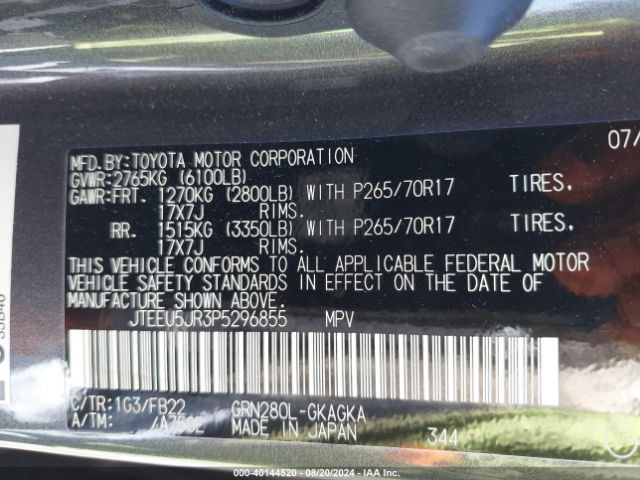 MFD.BY:TOYOTA MOTOR CORPORATION 07/
GVWR:2765KG (6100LB)
GAWR:FRT. 1270KG (2800LB) WITH P265/70R17 TIRES,
17X7J RIMS.
RR. 1515KG (3350LB) WITH P265/70R17 TIRES,
17X7J RIMS.
THIS VEHICLE CONFORMS TO ALL APPLICABLE FEDERAL MOTOR
VEHICLE SAFETY STANDARDS IN EFFECT ON THE DATE OF
MANUFACTURE SHOWN ABOVE.
JTEEU5JR3P5296855 MPV
C/TR:1G3/FB22 GRN280L-GKAGKA
A/TM: /A750E MADE IN JAPAN 344
000-40144520 - 08/20/2024 - IAA Inc.